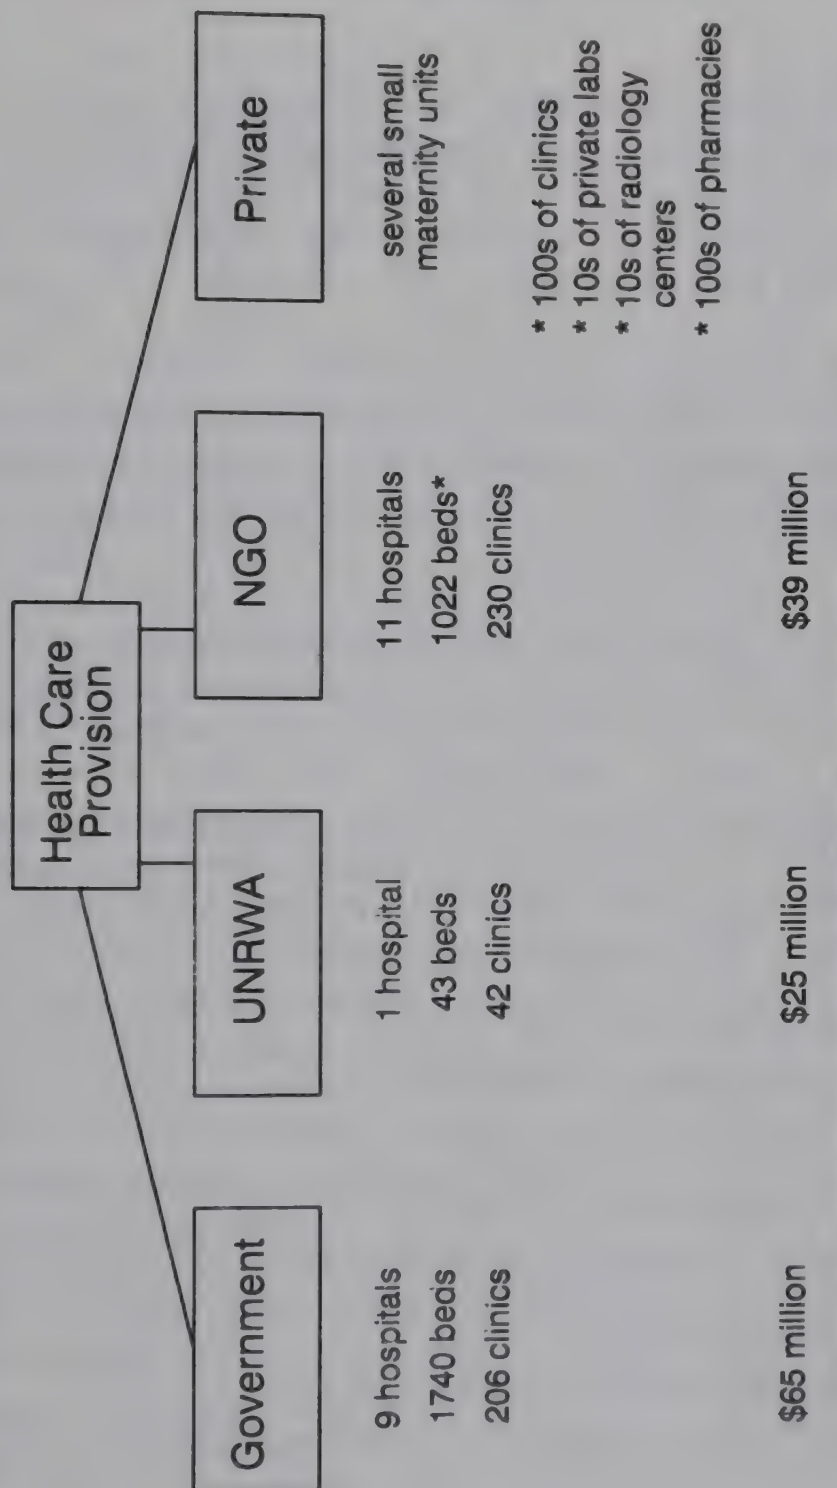 Health Care
Provision
Government
9 hospitals
1740 beds
206 clinics
$65 million
UNRWA
1 hospital
43 beds
42 clinics
$25 million
NGO
11 hospitals
1022 beds*
230 clinics
$39 million
Private
several small
maternity units
* 100s of clinics
* 10s of private labs
* 10s of radiology
centers
* 100s of pharmacies